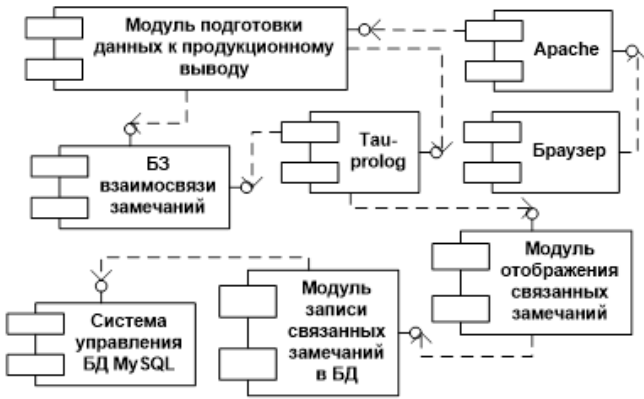 Модуль подготовки
данных к продукционному
выводу
Apache
БЗ
взаимосвязи
замечаний
Tau-
prolog
Браузер
Система
управления
БД MySQL
Модуль
записи
связанных
замечаний
в БД
Модуль
отображения
связанных
замечаний